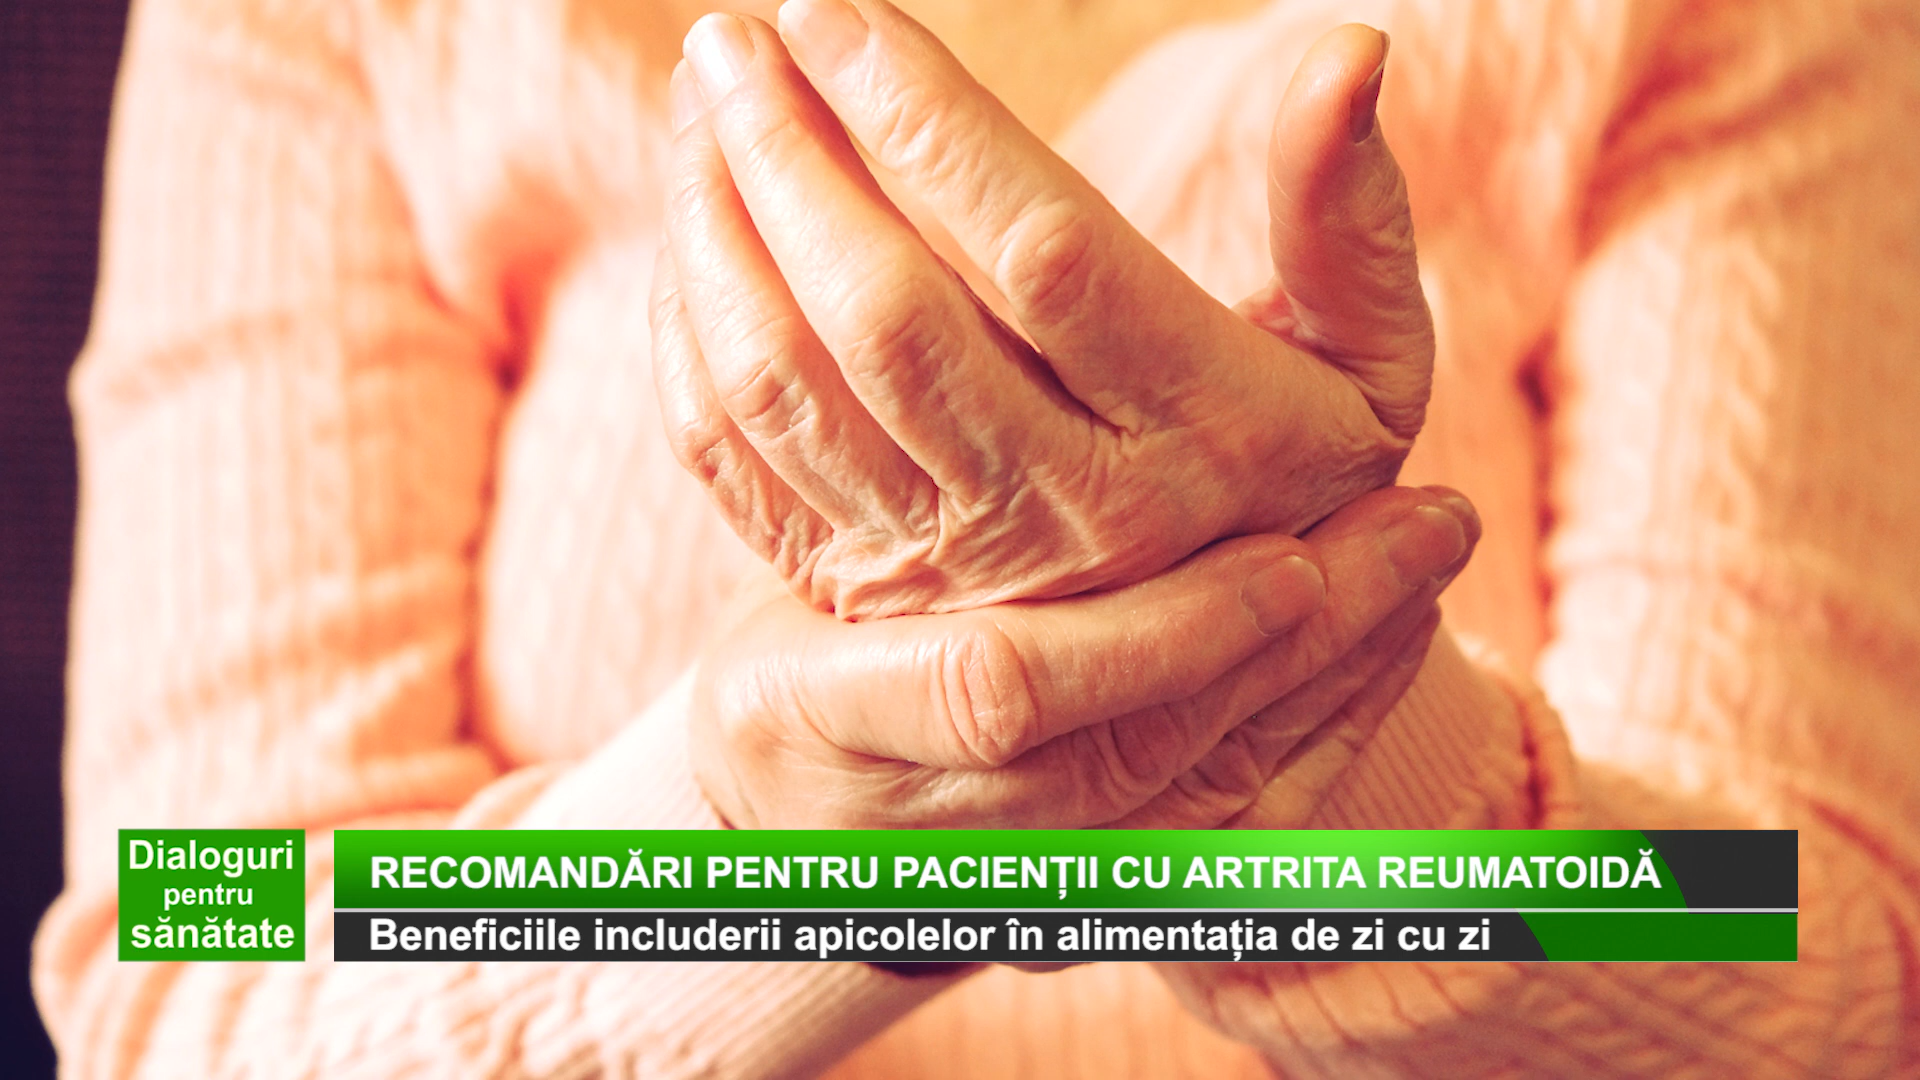 Dialoguri
pentru
sănătate
RECOMANDĂRI PENTRU PACIENȚII CU ARTRITA REUMATOIDĂ
Beneficiile includerii apicolelor în alimentația de zi cu zi